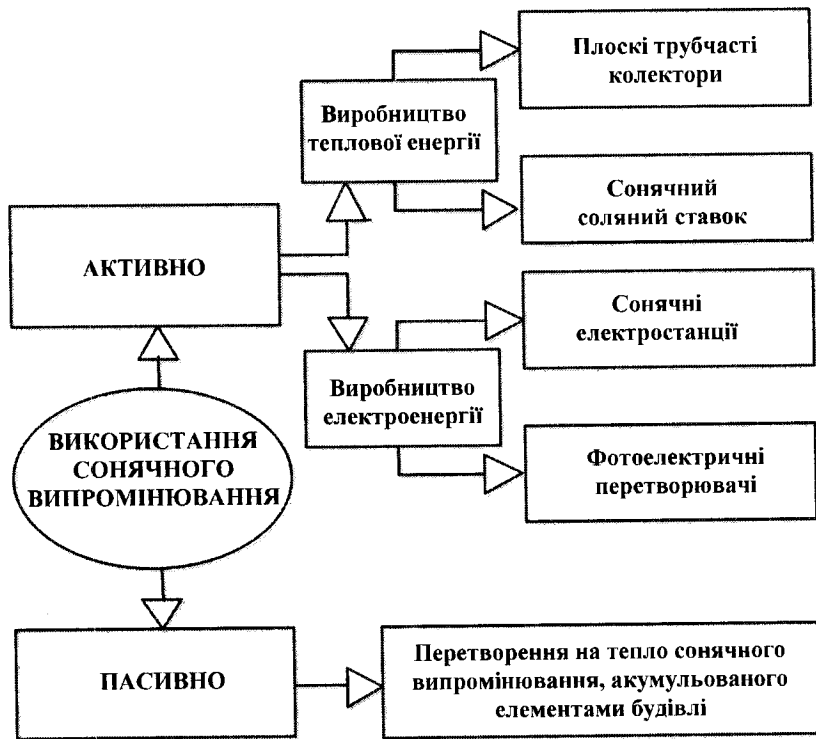 Плоскі трубчасті
колектори
Виробництво
теплової енергії
Сонячний
соляний ставок
АКТИВНО
Сонячні
електростанції
Виробництво
електроенергії
ВИКОРИСТАННЯ
СОНЯЧНОГО
ВИПРОМІНЮВАННЯ
Фотоелектричні
перетворювачі
ПАСИВНО
Перетворення на тепло сонячного
випромінювання, акумульованого
елементами будівлі